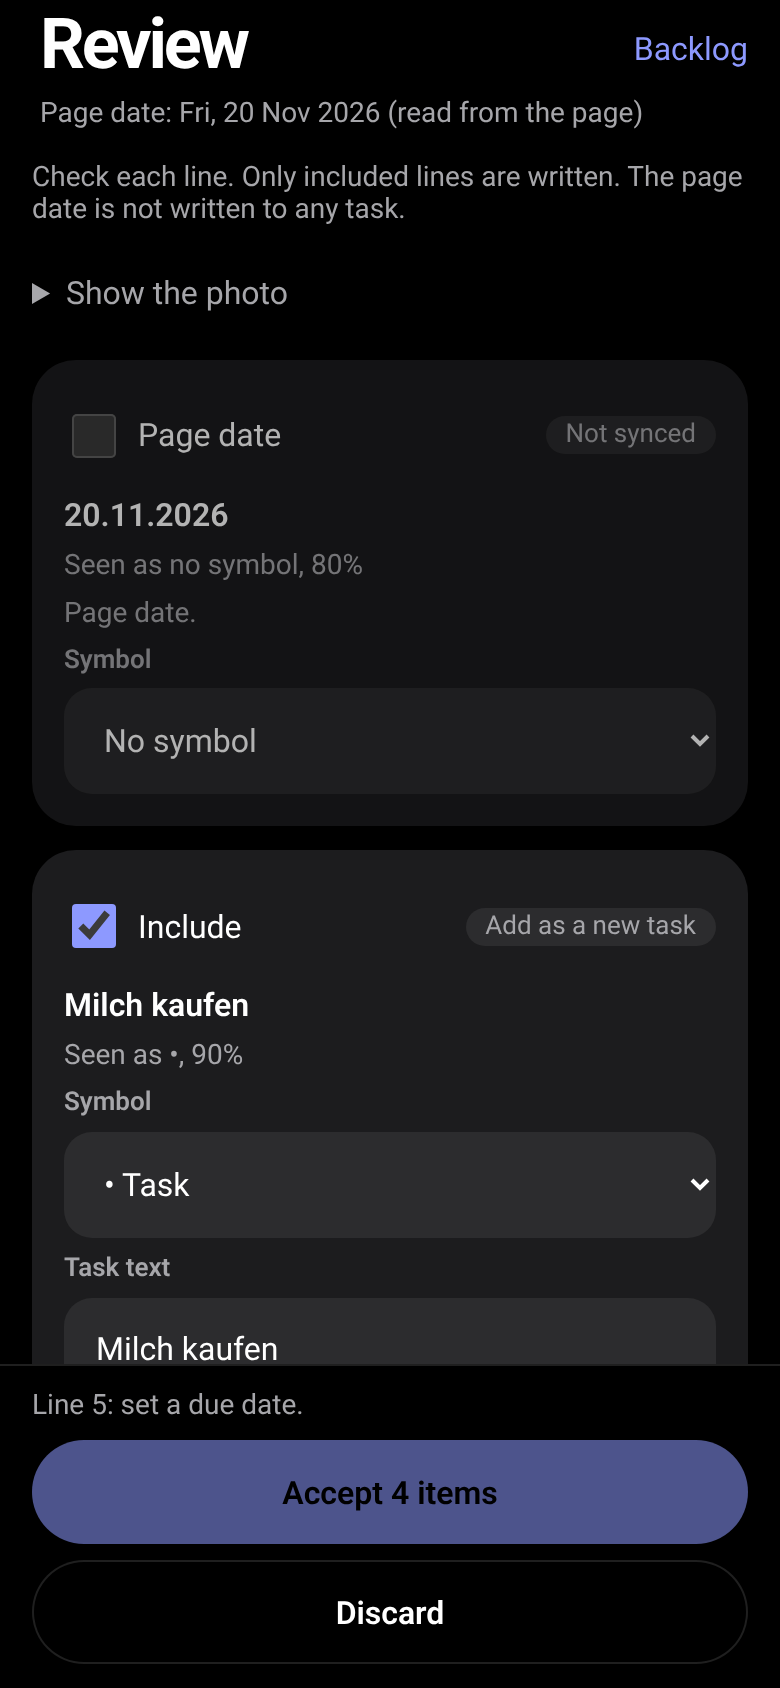 Review
Backlog
Page date: Fri, 20 Nov 2026 (read from the page)
Check each line. Only included lines are written. The page
date is not written to any task.
Show the photo
Page date
Not synced
20.11.2026
Seen as no symbol, 80%
Page date.
Symbol
No symbol
Include
Add as a new task
Milch kaufen
Seen as •, 90%
Symbol
• Task
Task text
Milch kaufen
Line 5: set a due date.
Accept 4 items
Discard